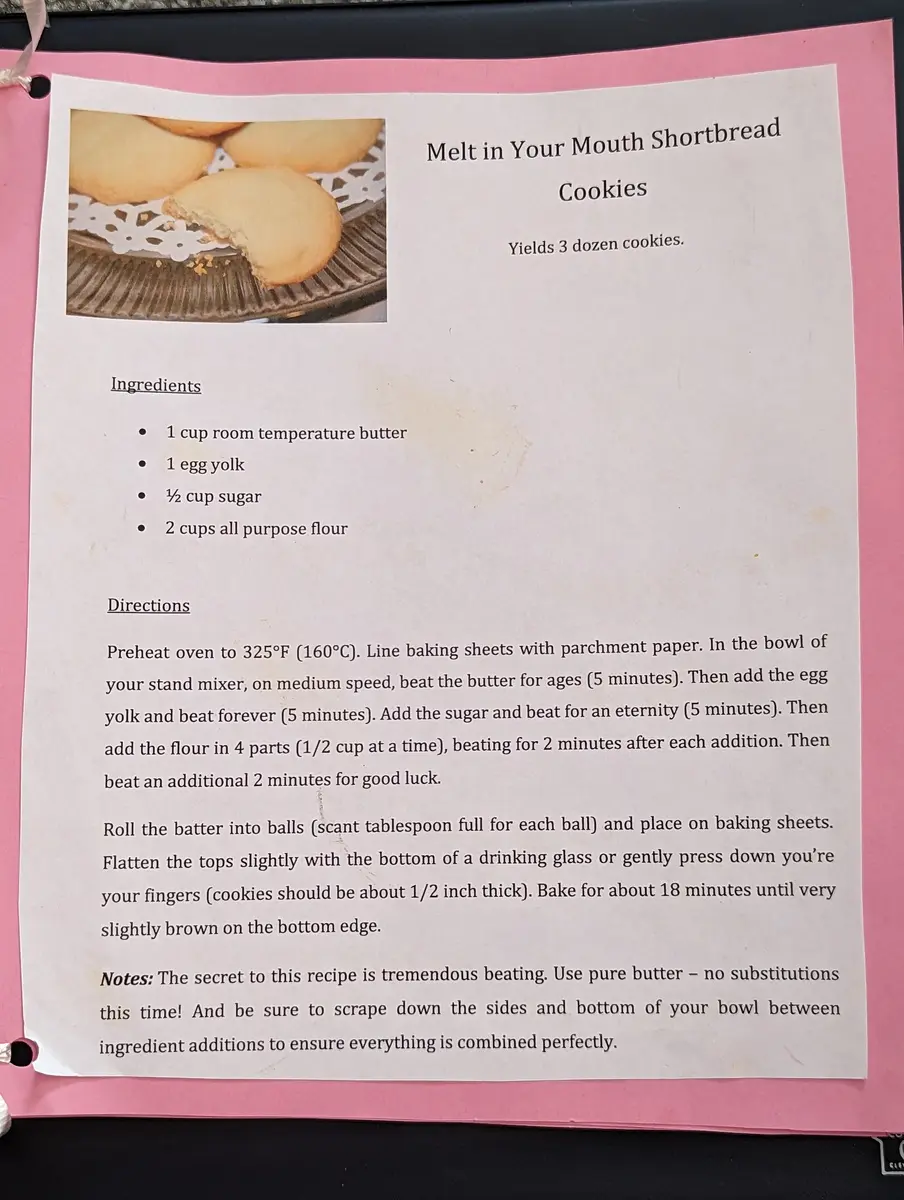 Melt in Your Mouth Shortbread
Cookies
Yields 3 dozen cookies.
Ingredients
• 1 cup room temperature butter
• 1 egg yolk
• ½ cup sugar
• 2 cups all purpose flour
Directions
Preheat oven to 325°F (160°C). Line baking sheets with parchment paper. In the bowl of
your stand mixer, on medium speed, beat the butter for ages (5 minutes). Then add the egg
yolk and beat forever (5 minutes). Add the sugar and beat for an eternity (5 minutes). Then
add the flour in 4 parts (1/2 cup at a time), beating for 2 minutes after each addition. Then
beat an additional 2 minutes for good luck.
Roll the batter into balls (scant tablespoon full for each ball) and place on baking sheets.
Flatten the tops slightly with the bottom of a drinking glass or gently press down you’re
your fingers (cookies should be about 1/2 inch thick). Bake for about 18 minutes until very
slightly brown on the bottom edge.
Notes: The secret to this recipe is tremendous beating. Use pure butter – no substitutions
this time! And be sure to scrape down the sides and bottom of your bowl between
ingredient additions to ensure everything is combined perfectly.